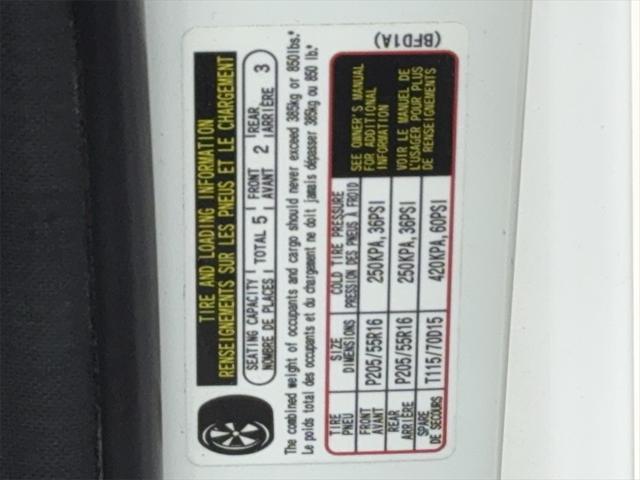 TIRE AND LOADING INFORMATION
RENSEIGNEMENTS SUR LES PNEUS ET LE CHARGEMENT
SEATING CAPACITY TOTAL 5 FRONT 2 REAR 3
NOMBRE DE PLACES AVANT ARRIÈRE
The combined weight of occupants and cargo should never exceed 385kg or 850lbs.*
Le poids total des occupants et du chargement ne doit jamais dépasser 385kg ou 850 lb.*
TIRE SIZE COLD TIRE PRESSURE
PNEU DIMENSIONS PRESSION DES PNEUS À FROID
FRONT P205/55R16 250KPA,36PSI
AVANT
REAR P205/55R16 250KPA,36PSI
ARRIÈRE
SPARE T115/70D15 420KPA,60PSI
DE SECOURS
SEE OWNER'S MANUAL
FOR ADDITIONAL
INFORMATION
VOIR LE MANUEL DE
L'USAGER POUR PLUS
DE RENSEIGNEMENTS
(BFD1A)